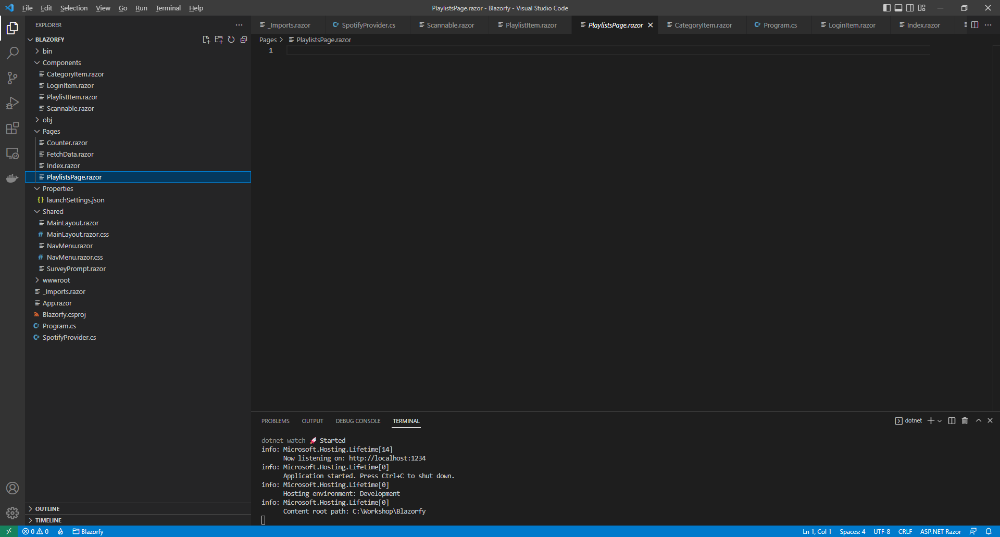 File Edit Selection View Go Run Terminal Help
PlaylistsPage.razor - Blazorfy - Visual Studio Code
EXPLORER
BLAZORFY
bin
Components
CategoryItem.razor
LoginItem.razor
PlaylistItem.razor
Scannable.razor
obj
Pages
Counter.razor
FetchData.razor
Index.razor
PlaylistsPage.razor
Properties
{} launchSettings.json
Shared
MainLayout.razor
# MainLayout.razor.css
NavMenu.razor
# NavMenu.razor.css
SurveyPrompt.razor
wwwroot
_Imports.razor
App.razor
Blazorfy.csproj
C# Program.cs
C# SpotifyProvider.cs
OUTLINE
TIMELINE
_Imports.razor C# SpotifyProvider.cs Scannable.razor PlaylistItem.razor PlaylistsPage.razor CategoryItem.razor C# Program.cs LoginItem.razor Index.razor
Pages > PlaylistsPage.razor
1
PROBLEMS OUTPUT DEBUG CONSOLE TERMINAL
dotnet
dotnet watch 🚀 Started
info: Microsoft.Hosting.Lifetime[14]
Now listening on: http://localhost:1234
info: Microsoft.Hosting.Lifetime[0]
Application started. Press Ctrl+C to shut down.
info: Microsoft.Hosting.Lifetime[0]
Hosting environment: Development
info: Microsoft.Hosting.Lifetime[0]
Content root path: C:\Workshop\Blazorfy
0 0 Blazorfy
Ln 1, Col 1 Spaces: 4 UTF-8 CRLF ASP.NET Razor